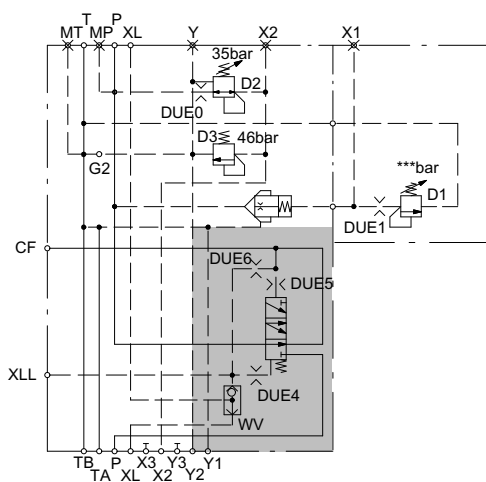 T P
MT MP XL Y X2 X1
35bar
D2
DUE0
D3 46bar
G2
***bar
D1
DUE1
CF
DUE6
DUE5
XLL
DUE4
WV
TB TA P XL X3 X2 Y3 Y2 Y1